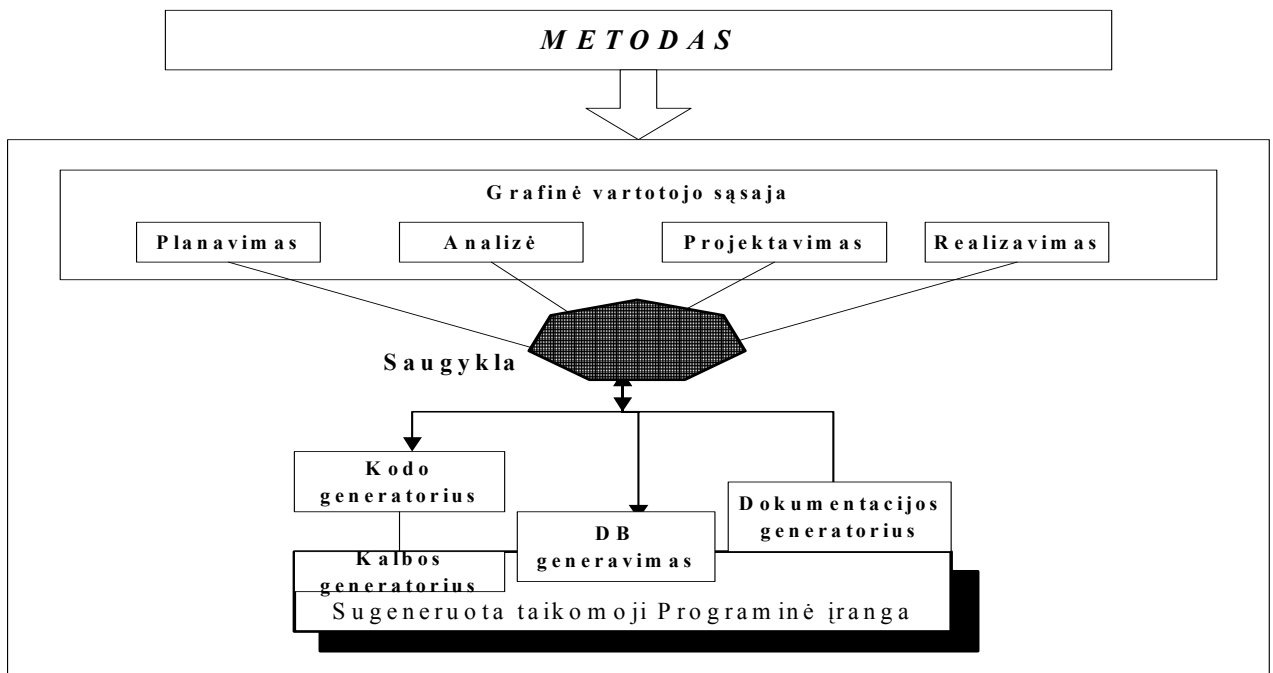 METODAS
Grafinė vartotojo sąsaja
Planavimas
Analizė
Projektavimas
Realizavimas
Saugykla
Kodo
generatorius
Dokumentacijos
generatorius
DB
generavimas
Kalbos
generatorius
Sugeneruota taikomoji Programinė įranga